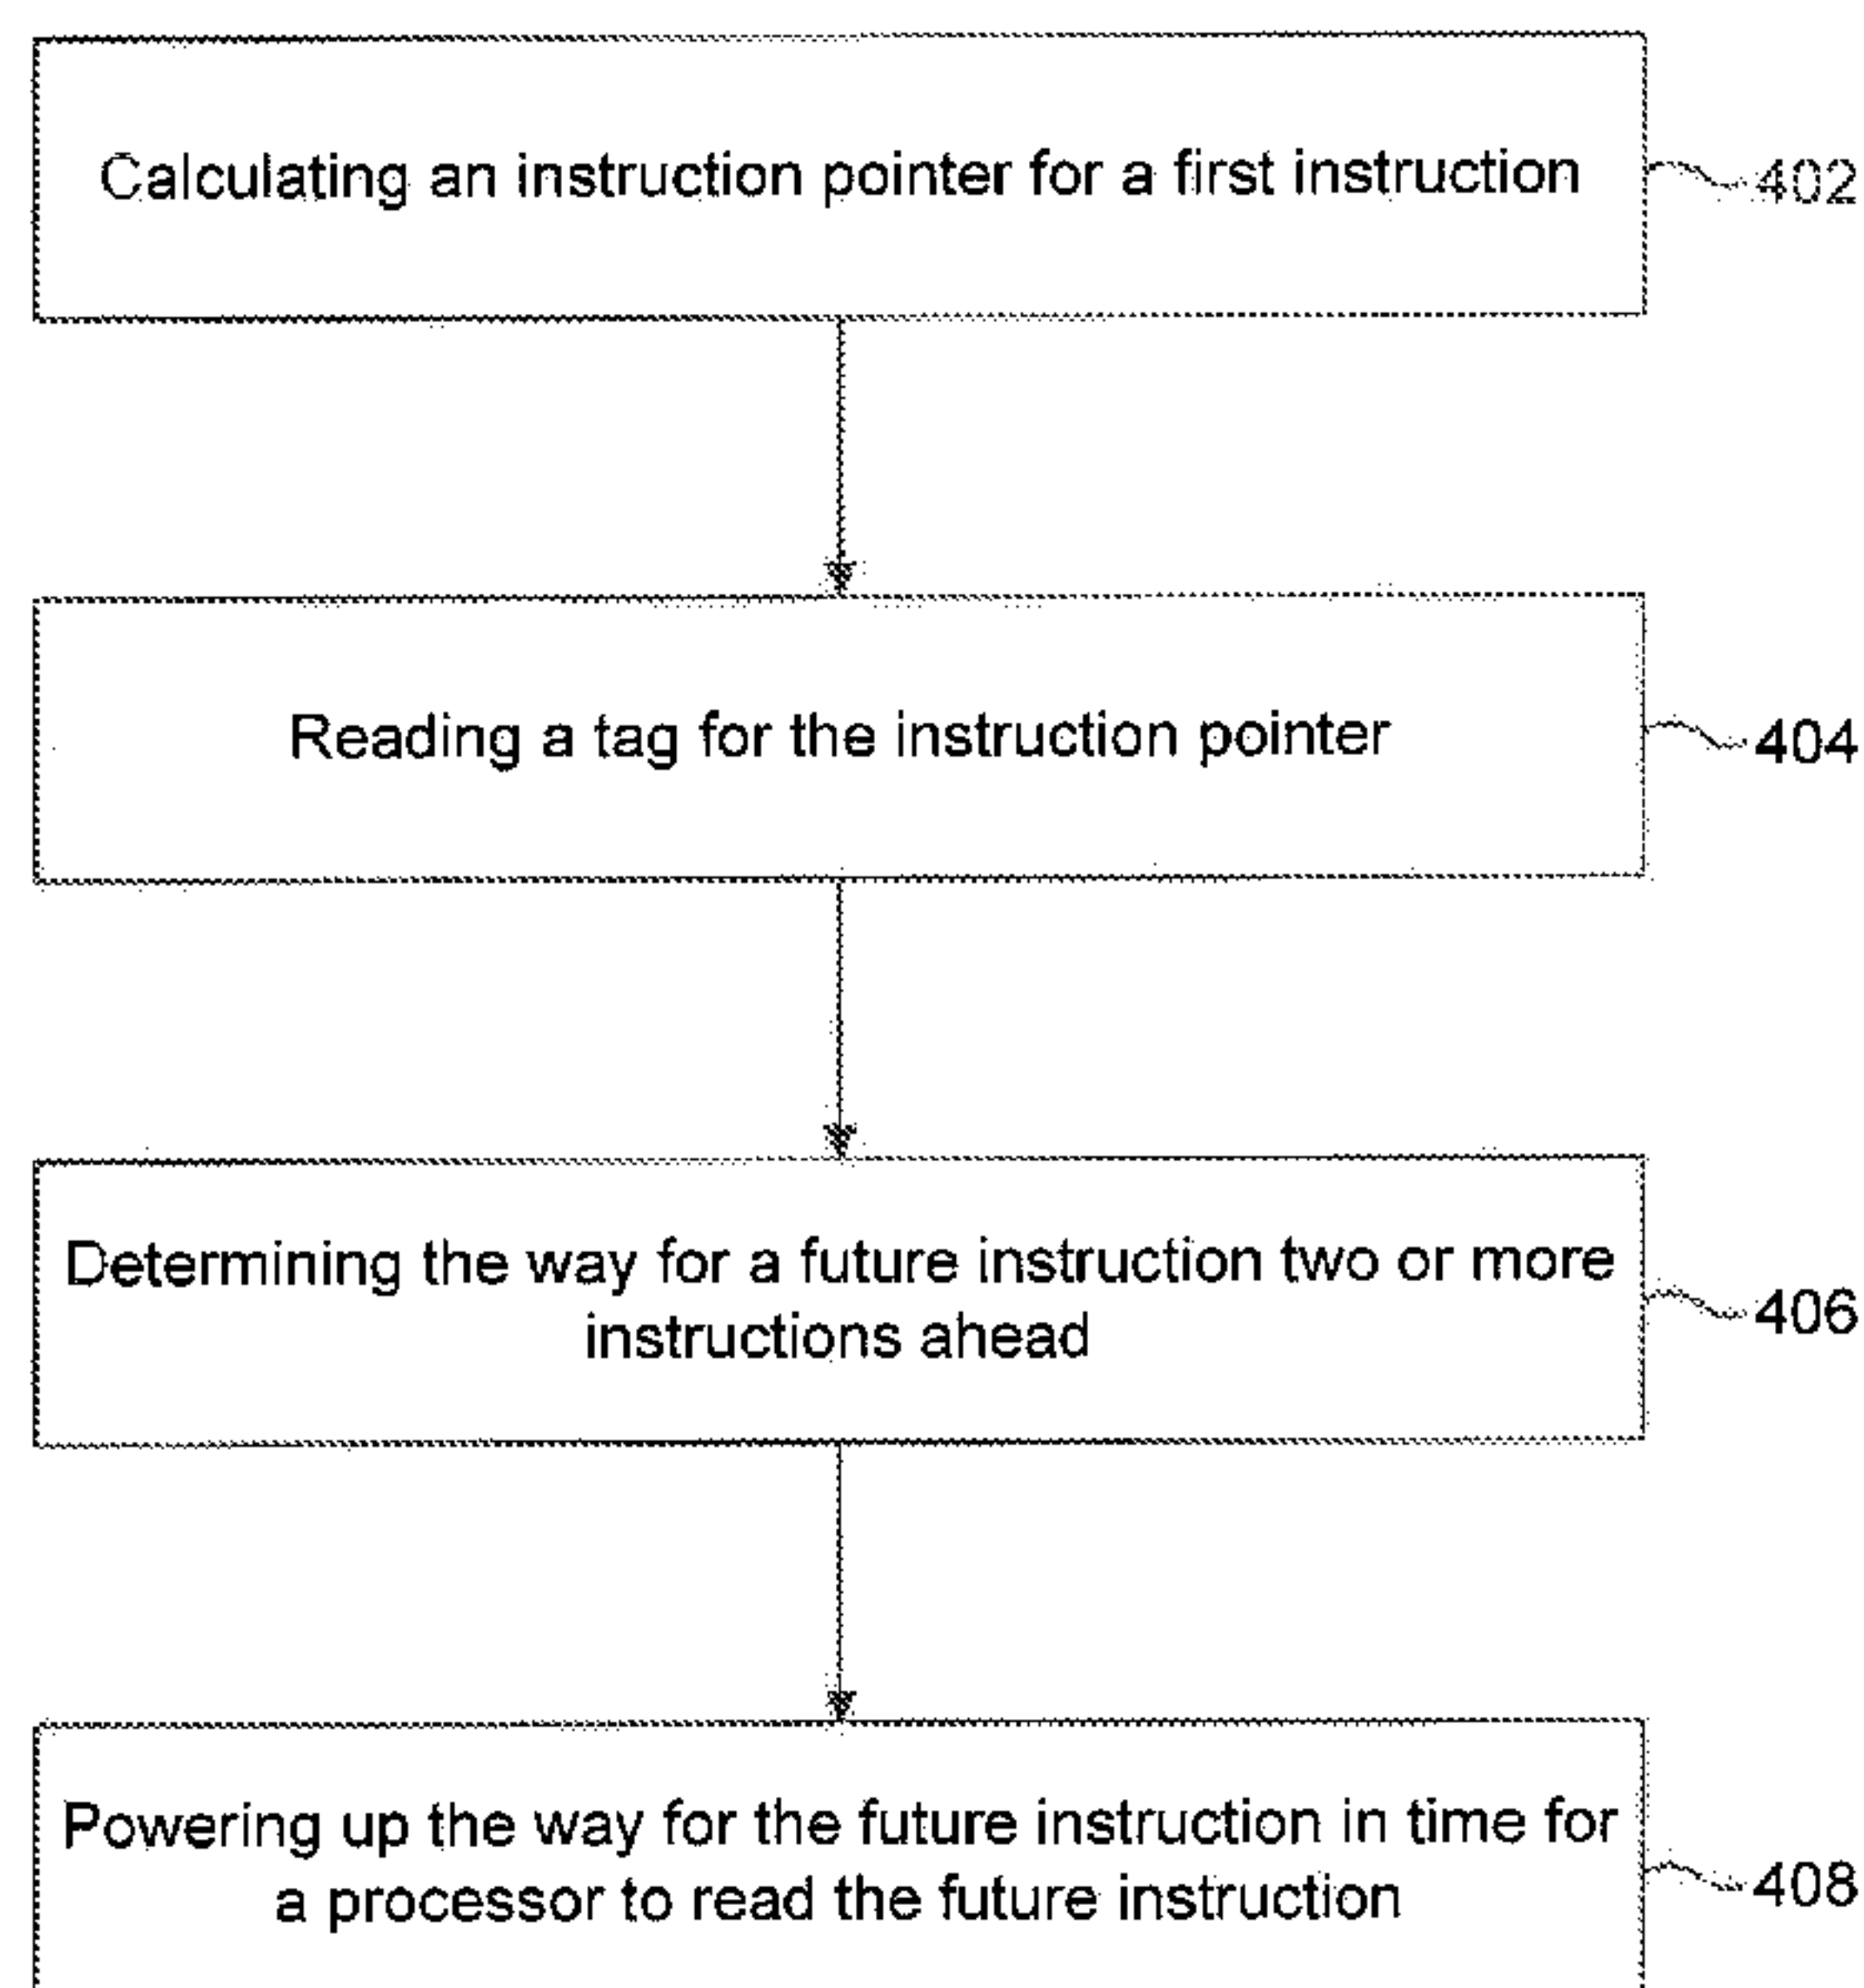 Calculating an instruction pointer for a first instruction
402
Reading a tag for the instruction pointer
404
Determining the way for a future instruction two or more
instructions ahead
406
Powering up the way for the future instruction in time for
a processor to read the future instruction
408